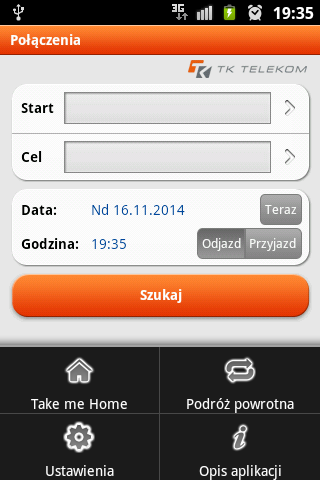 3G 19:35
Połączenia
TK TELEKOM
Start
Cel
Data: Nd 16.11.2014 Teraz
Godzina: 19:35 Odjazd Przyjazd
Szukaj
Take me Home Podróż powrotna
Ustawienia Opis aplikacji